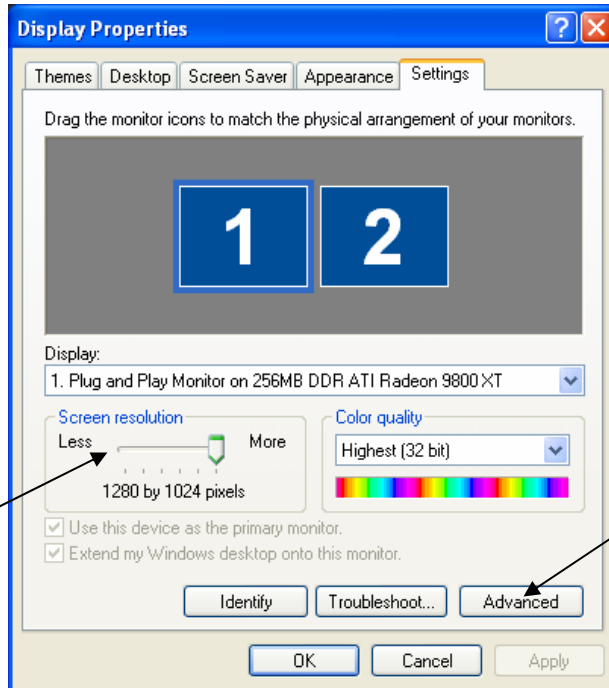 Display Properties
Themes Desktop Screen Saver Appearance Settings
Drag the monitor icons to match the physical arrangement of your monitors.
1 2
Display:
1. Plug and Play Monitor on 256MB DDR ATI Radeon 9800 XT
Screen resolution
Less More
1280 by 1024 pixels
Color quality
Highest (32 bit)
Use this device as the primary monitor.
Extend my Windows desktop onto this monitor.
Identify Troubleshoot... Advanced
OK Cancel Apply